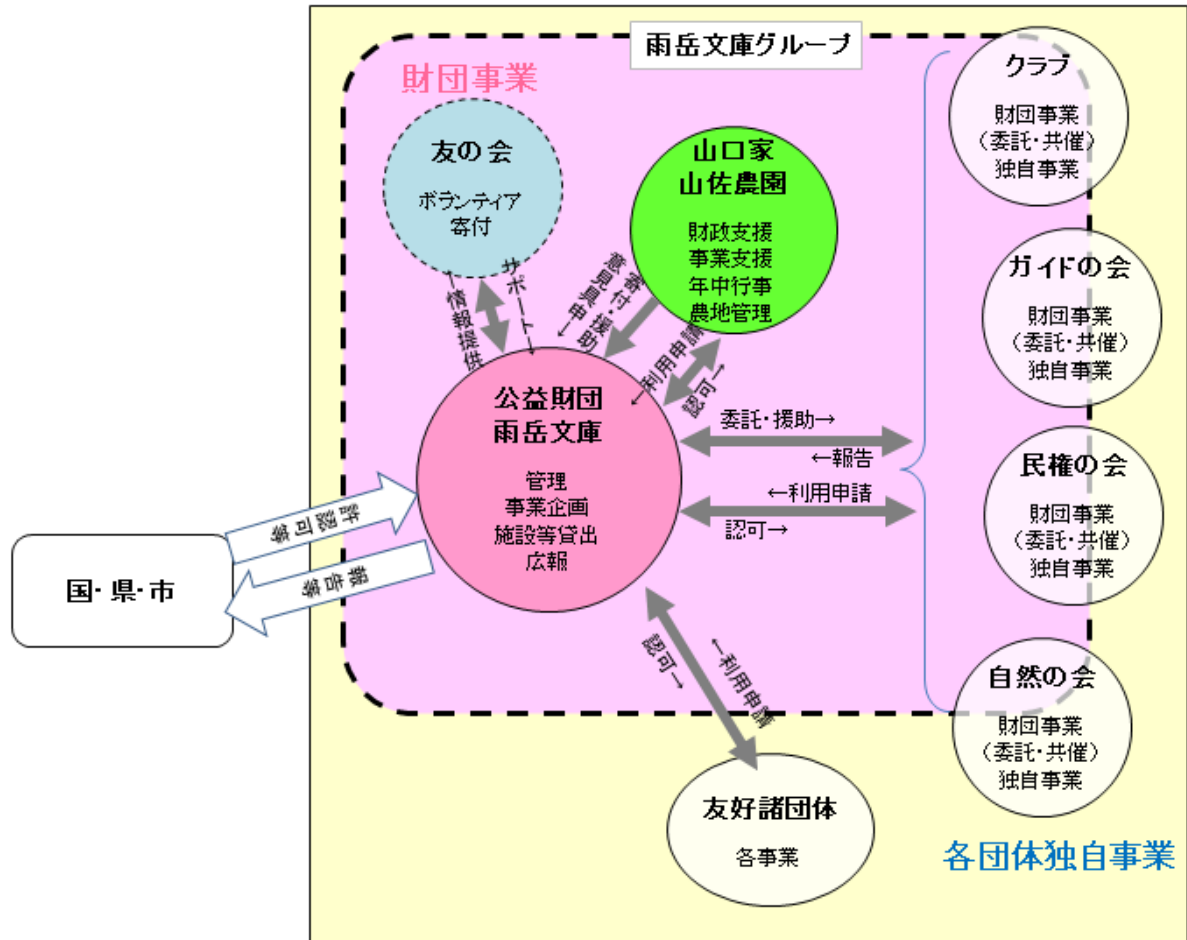 雨岳文庫グループ
財団事業
友の会
ボランティア
寄付
山口家
山佐農園
財政支援
事業支援
年中行事
農地管理
クラブ
財団事業
(委託・共催)
独自事業
ガイドの会
財団事業
(委託・共催)
独自事業
民権の会
財団事業
(委託・共催)
独自事業
自然の会
財団事業
(委託・共催)
独自事業
←情報提供
サポート→
寄付・援助
意見具申→
←利用申請
認可→
公益財団
雨岳文庫
管理
事業企画
施設等貸出
広報
委託・援助→
←報告
←利用申請
認可→
許認可等
報告等
国・県・市
認可→
←利用申請
友好諸団体
各事業
各団体独自事業